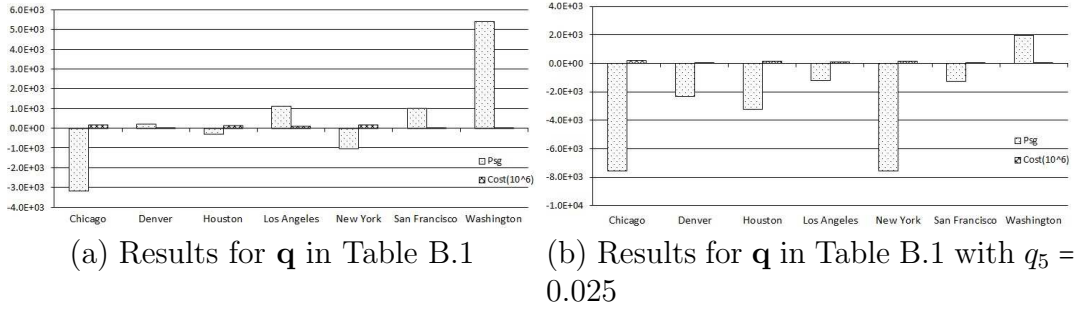 6.0E+03
5.0E+03
4.0E+03
3.0E+03
2.0E+03
1.0E+03
0.0E+00
-1.0E+03
-2.0E+03
-3.0E+03
-4.0E+03
Psg
Cost(10^6)
Chicago Denver Houston Los Angeles New York San Francisco Washington
(a) Results for q in Table B.1
4.0E+03
2.0E+03
0.0E+00
-2.0E+03
-4.0E+03
-6.0E+03
-8.0E+03
-1.0E+04
Psg
Cost(10^6)
Chicago Denver Houston Los Angeles New York San Francisco Washington
(b) Results for q in Table B.1 with q₅ =
0.025